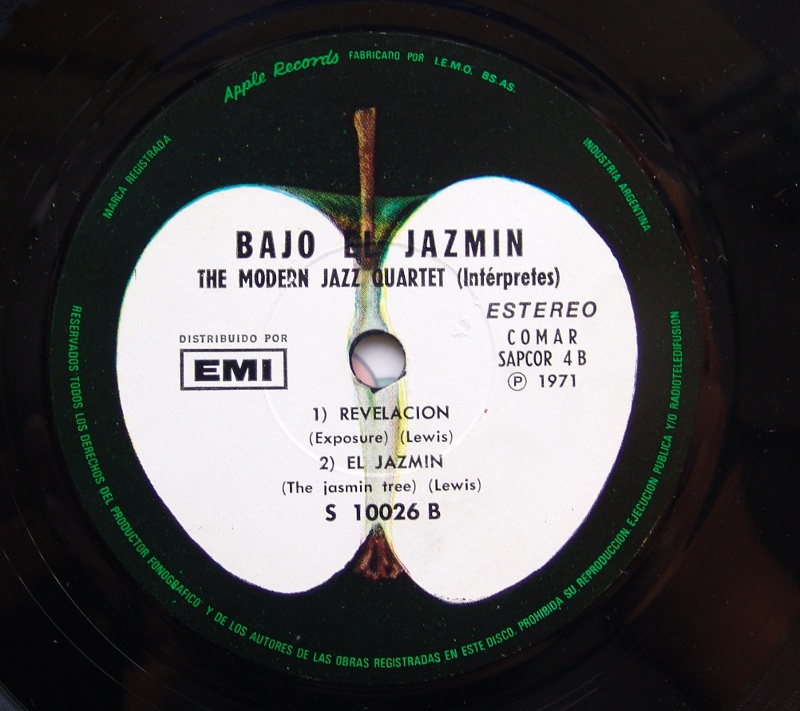 Apple Records FABRICADO POR I.E.M.O. BS.AS.
MARCA REGISTRADA
INDUSTRIA ARGENTINA
BAJO EL JAZMIN
THE MODERN JAZZ QUARTET (Intérpretes)
ESTEREO
DISTRIBUIDO POR
EMI
COMAR
SAPCOR 4 B
Ⓟ 1971
1) REVELACION
(Exposure) (Lewis)
2) EL JAZMIN
(The jasmin tree) (Lewis)
S 10026 B
RESERVADOS TODOS LOS DERECHOS DEL PRODUCTOR FONOGRAFICO Y DE LOS AUTORES DE LAS OBRAS REGISTRADAS EN ESTE DISCO. PROHIBIDA SU REPRODUCCION EJECUCION PUBLICA Y/O RADIOTELEDIFUSION